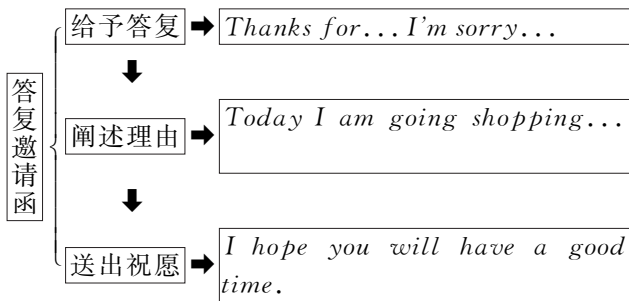 答复邀请函
给予答复
Thanks for... I'm sorry...
阐述理由
Today I am going shopping...
送出祝愿
I hope you will have a good
time.